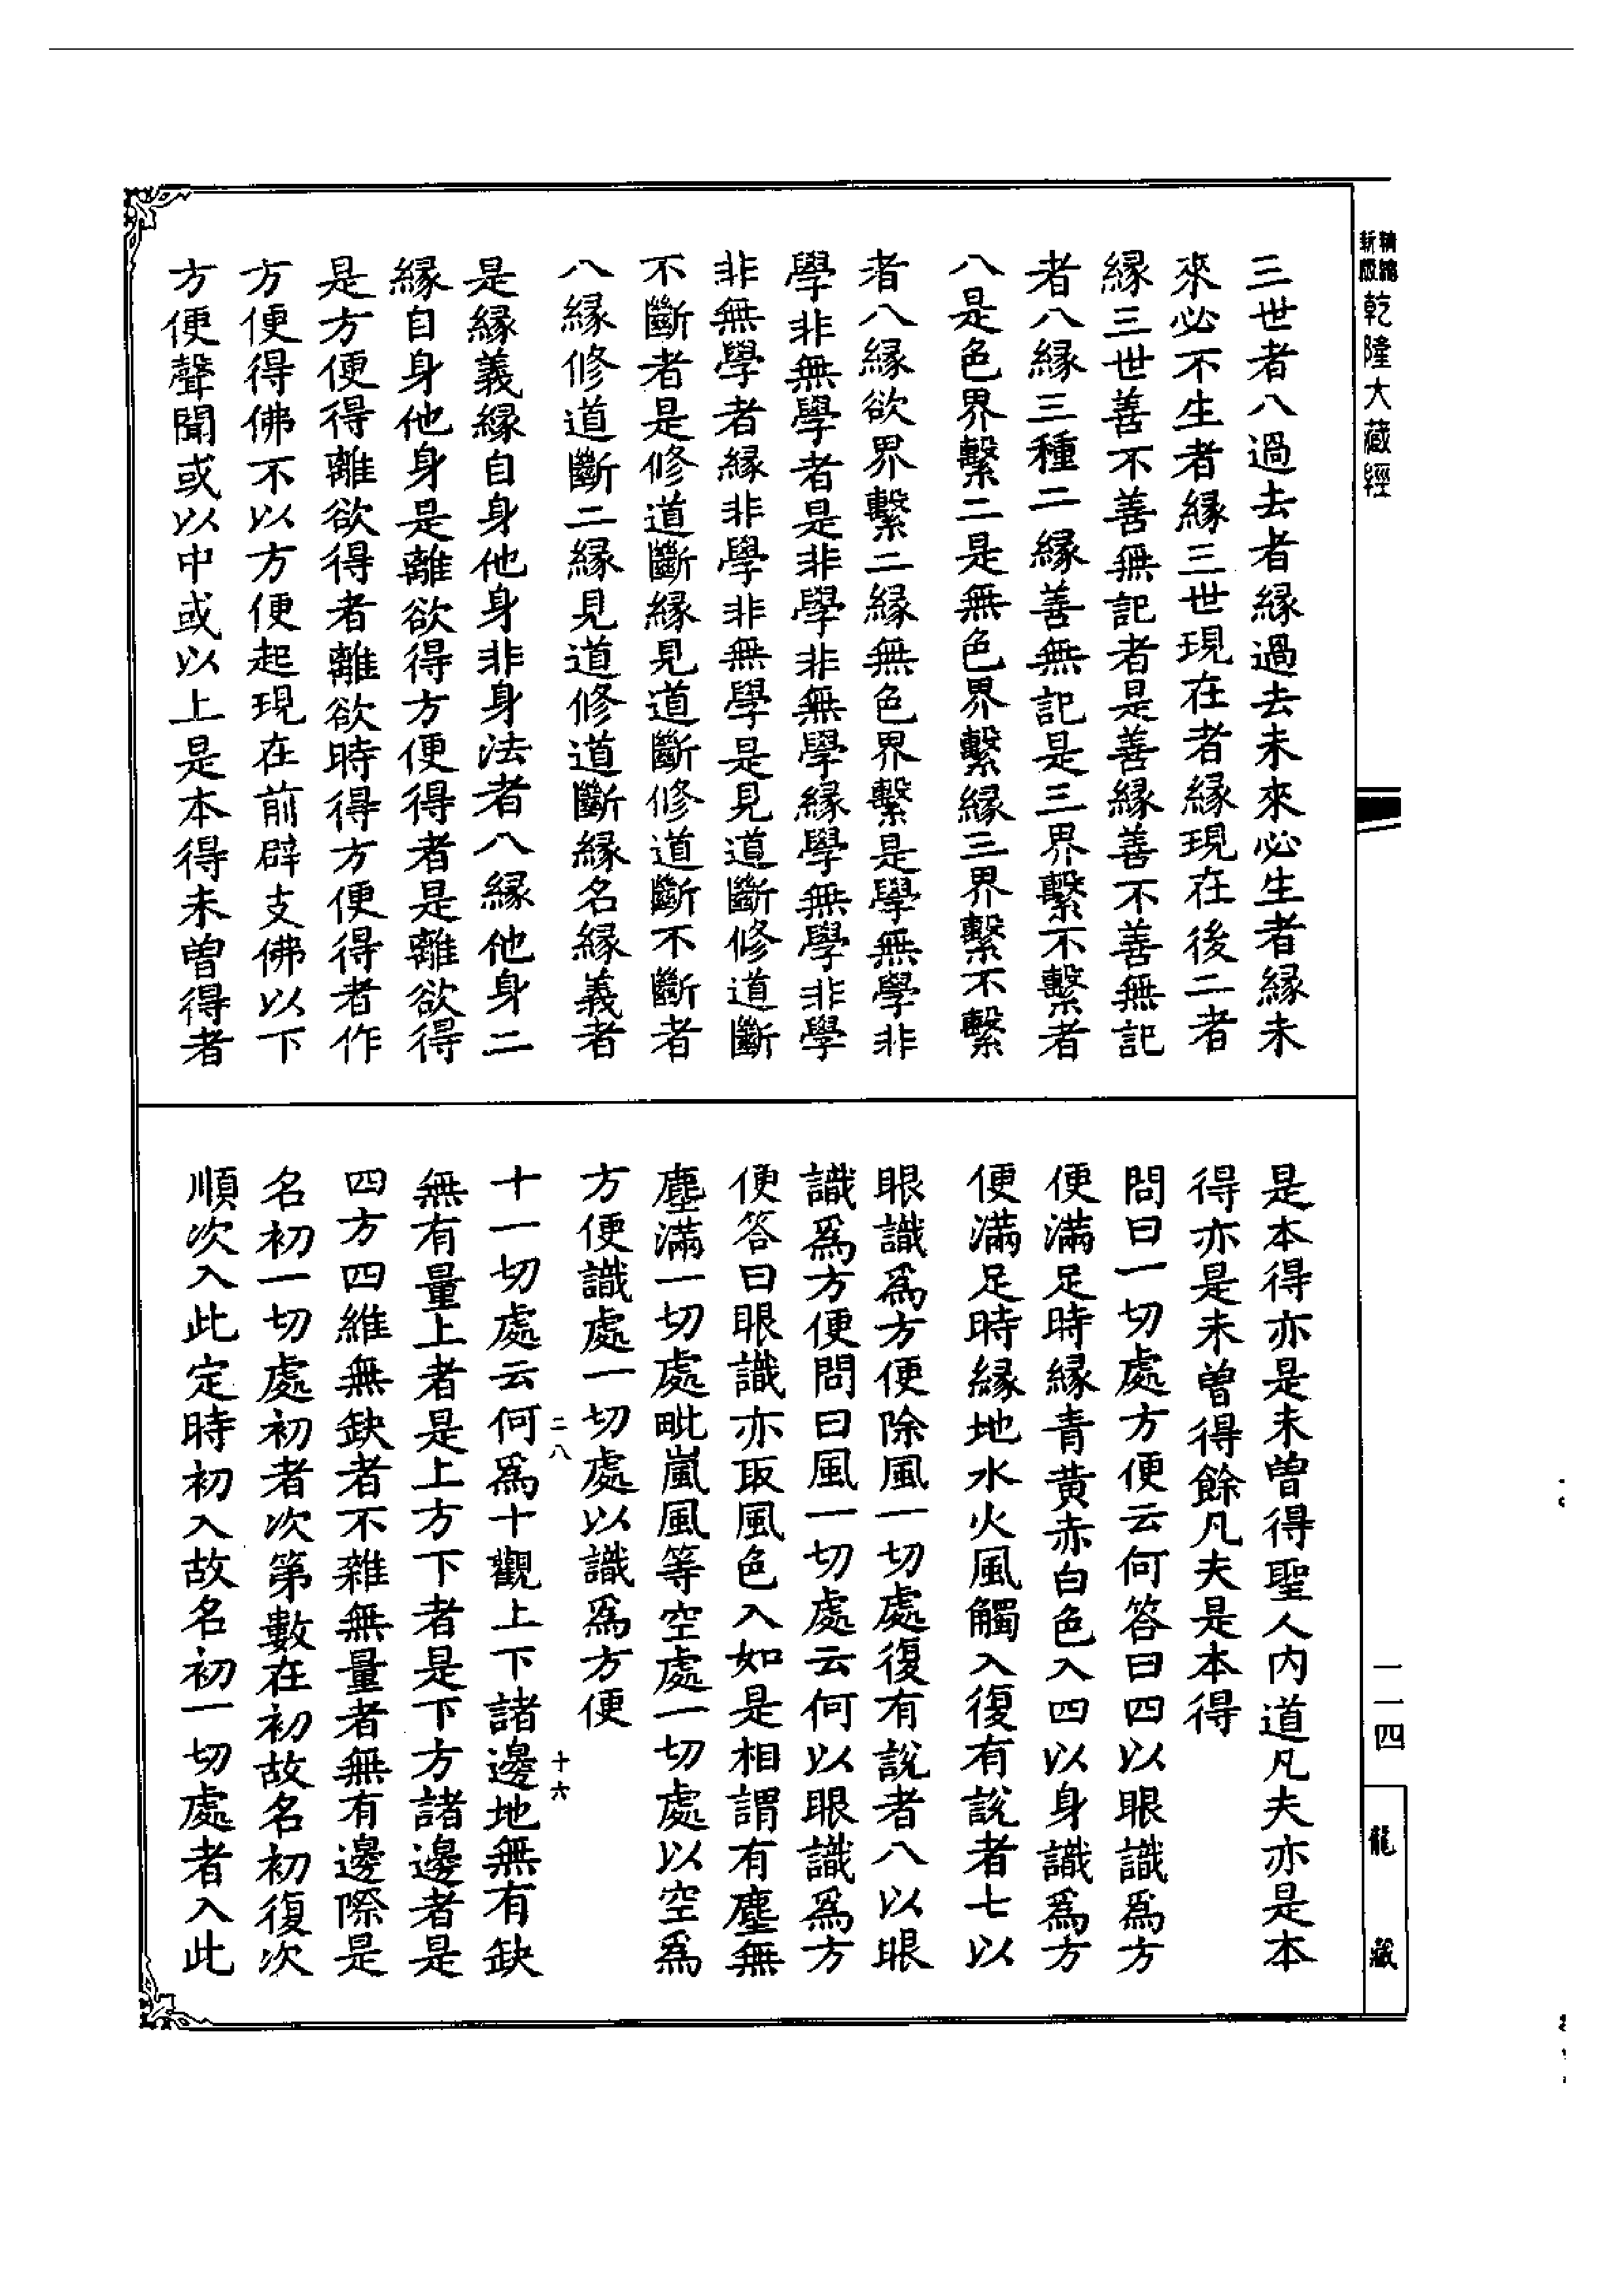 精編
新版
乾隆大藏經
三世者八過去者緣過去未來必生者緣未
來必不生者緣三世現在者緣現在後二者
緣三世善不善無記者是善緣善不善無記
者八緣三種二緣善無記是三界繫不繫者
八是色界繫二是無色界繫緣三界繫不繫
者八緣欲界繫二緣無色界繫是學無學非
學非無學者是非學非無學緣學無學非學
非無學者緣非學非無學是見道斷修道斷
不斷者是修道斷緣見道斷修道斷不斷者
八緣修道斷二緣見道修道斷緣名緣義者
是緣義緣自身他身非身法者八緣他身二
緣自身他身是離欲得方便得者是離欲得
是方便得離欲得者離欲時得方便得者作
方便得佛不以方便起現在前辟支佛以下
方便聲聞或以中或以上是本得未曾得者
是本得亦是未曾得聖人內道凡夫亦是本
得亦是未曾得餘凡夫是本得
問曰一切處方便云何答曰四以眼識為方
便滿足時緣青黃赤白色入四以身識為方
便滿足時緣地水火風觸入復有說者七以
眼識為方便除風一切處復有說者八以眼
識為方便問曰風一切處云何以眼識為方
便答曰眼識亦取風色入如是相謂有塵無
塵滿一切處毗嵐風等空處一切處以空為
方便識處一切處以識為方便
二八
十六
十一切處云何為十觀上下諸邊地無有缺
無有量上者是上方下者是下方諸邊者是
四方四維無缺者不雜無量者無有邊際是
名初一切處初者次第數在初故名初復次
順次入此定時初入故名初一切處者入此
一一四
龍藏